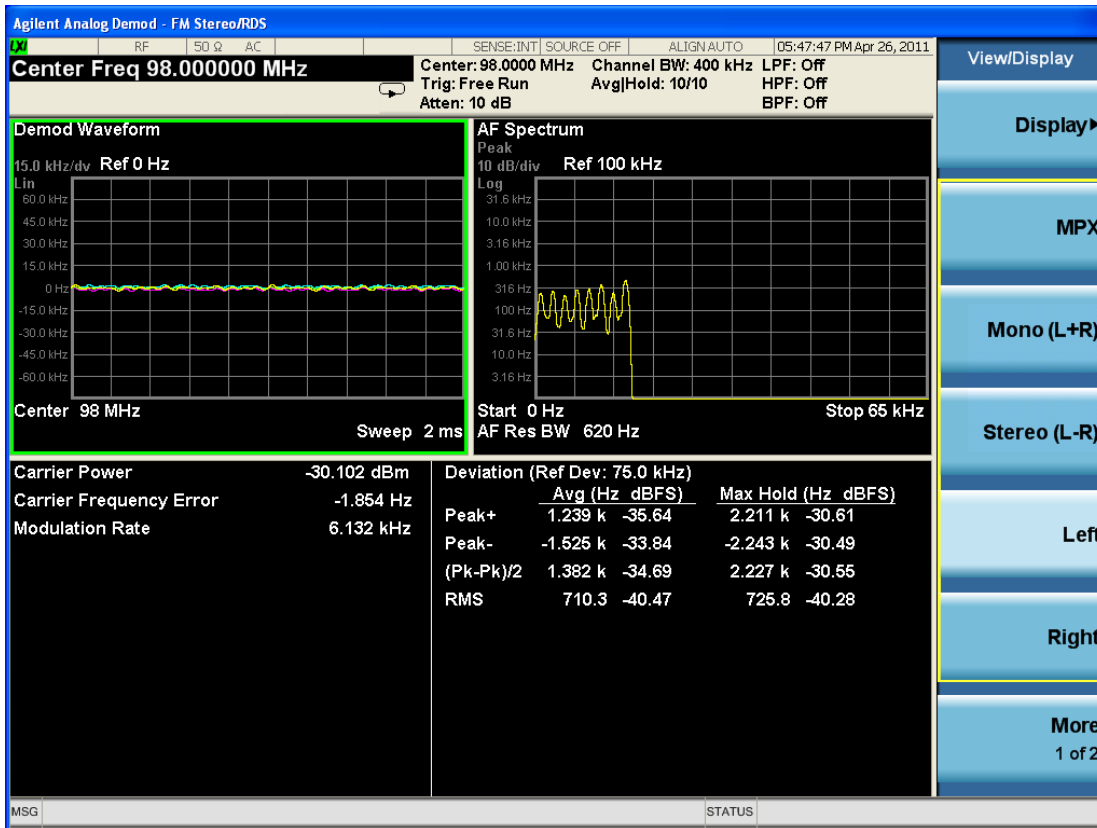 Agilent Analog Demod - FM Stereo/RDS
LXI RF 50 Ω AC SENSE:INT SOURCE OFF ALIGN AUTO 05:47:47 PM Apr 26, 2011
Center Freq 98.000000 MHz
Center: 98.0000 MHz Channel BW: 400 kHz LPF: Off
Trig: Free Run Avg|Hold: 10/10 HPF: Off
Atten: 10 dB BPF: Off
Demod Waveform
15.0 kHz/dv Ref 0 Hz
Lin
60.0 kHz
45.0 kHz
30.0 kHz
15.0 kHz
0 Hz
-15.0 kHz
-30.0 kHz
-45.0 kHz
-60.0 kHz
Center 98 MHz
Sweep 2 ms
AF Spectrum
Peak
10 dB/div Ref 100 kHz
Log
31.6 kHz
10.0 kHz
3.16 kHz
1.00 kHz
316 Hz
100 Hz
31.6 Hz
10.0 Hz
3.16 Hz
Start 0 Hz Stop 65 kHz
AF Res BW 620 Hz
Carrier Power -30.102 dBm
Carrier Frequency Error -1.854 Hz
Modulation Rate 6.132 kHz
Deviation (Ref Dev: 75.0 kHz)
Avg (Hz dBFS) Max Hold (Hz dBFS)
Peak+ 1.239 k -35.64 2.211 k -30.61
Peak- -1.525 k -33.84 -2.243 k -30.49
(Pk-Pk)/2 1.382 k -34.69 2.227 k -30.55
RMS 710.3 -40.47 725.8 -40.28
View/Display
Display
MPX
Mono (L+R)
Stereo (L-R)
Left
Right
More
1 of 2
MSG STATUS